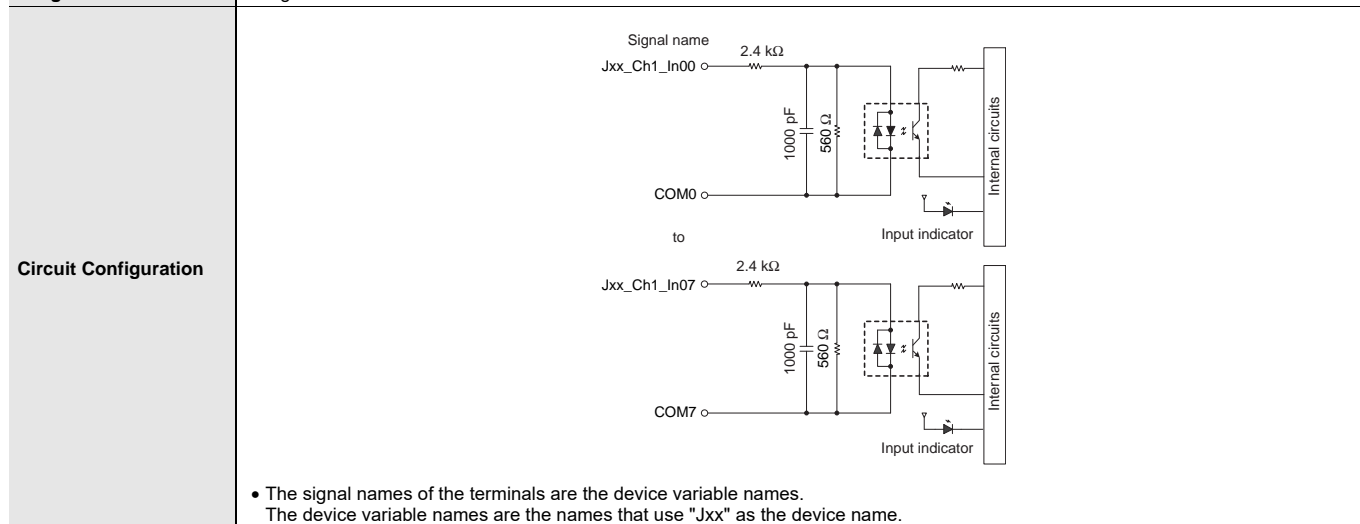 Circuit Configuration
Signal name
2.4 kΩ
Jxx_Ch1_In00
1000 pF
560 Ω
Internal circuits
COM0
Input indicator
to
2.4 kΩ
Jxx_Ch1_In07
1000 pF
560 Ω
Internal circuits
COM7
Input indicator
• The signal names of the terminals are the device variable names.
The device variable names are the names that use "Jxx" as the device name.